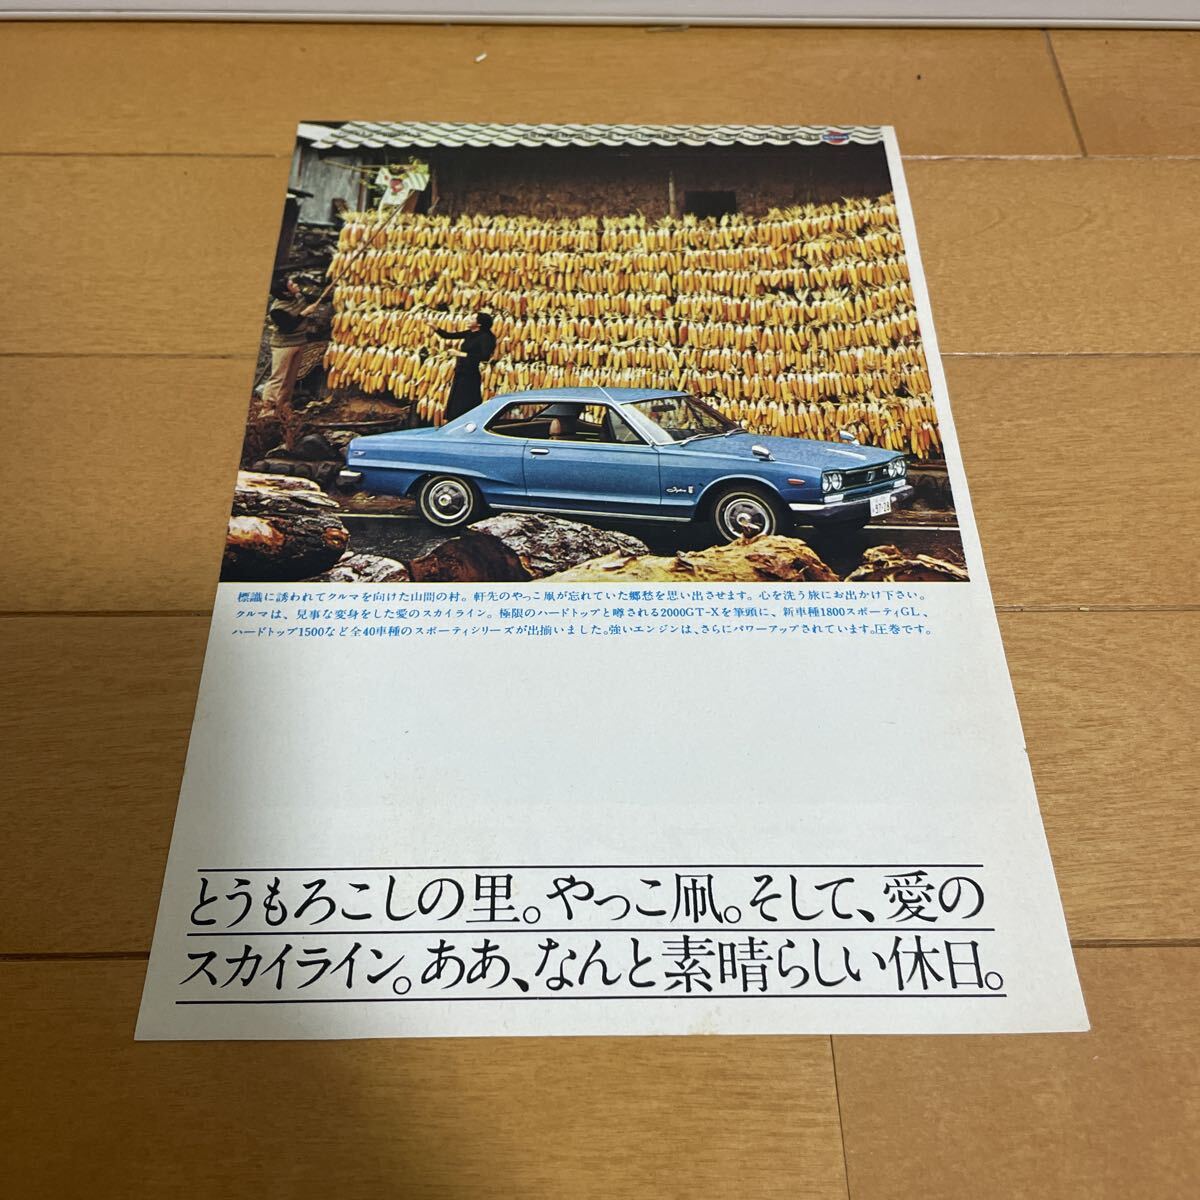 標識に誘われてクルマを向けた山間の村。軒先のやっこ凧が忘れていた郷愁を思い出させます。心を洗う旅にお出かけ下さい。
クルマは、見事な変身をした愛のスカイライン。極限のハードトップと噂される2000GT-Xを筆頭に、新車種1800スポーティGL、
ハードトップ1500など全40車種のスポーティシリーズが出揃いました。強いエンジンは、さらにパワーアップされています。圧巻です。
とうもろこしの里。やっこ凧。そして、愛の
スカイライン。ああ、なんと素晴らしい休日。